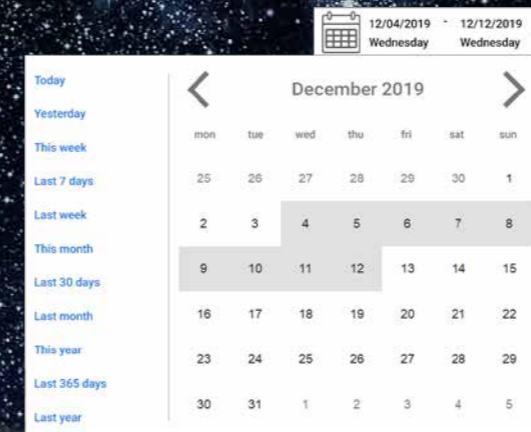 12/04/2019 - 12/12/2019
Wednesday Wednesday
Today
Yesterday
This week
Last 7 days
Last week
This month
Last 30 days
Last month
This year
Last 365 days
Last year
December 2019
mon tue wed thu fri sat sun
25 26 27 28 29 30 1
2 3 4 5 6 7 8
9 10 11 12 13 14 15
16 17 18 19 20 21 22
23 24 25 26 27 28 29
30 31 1 2 3 4 5